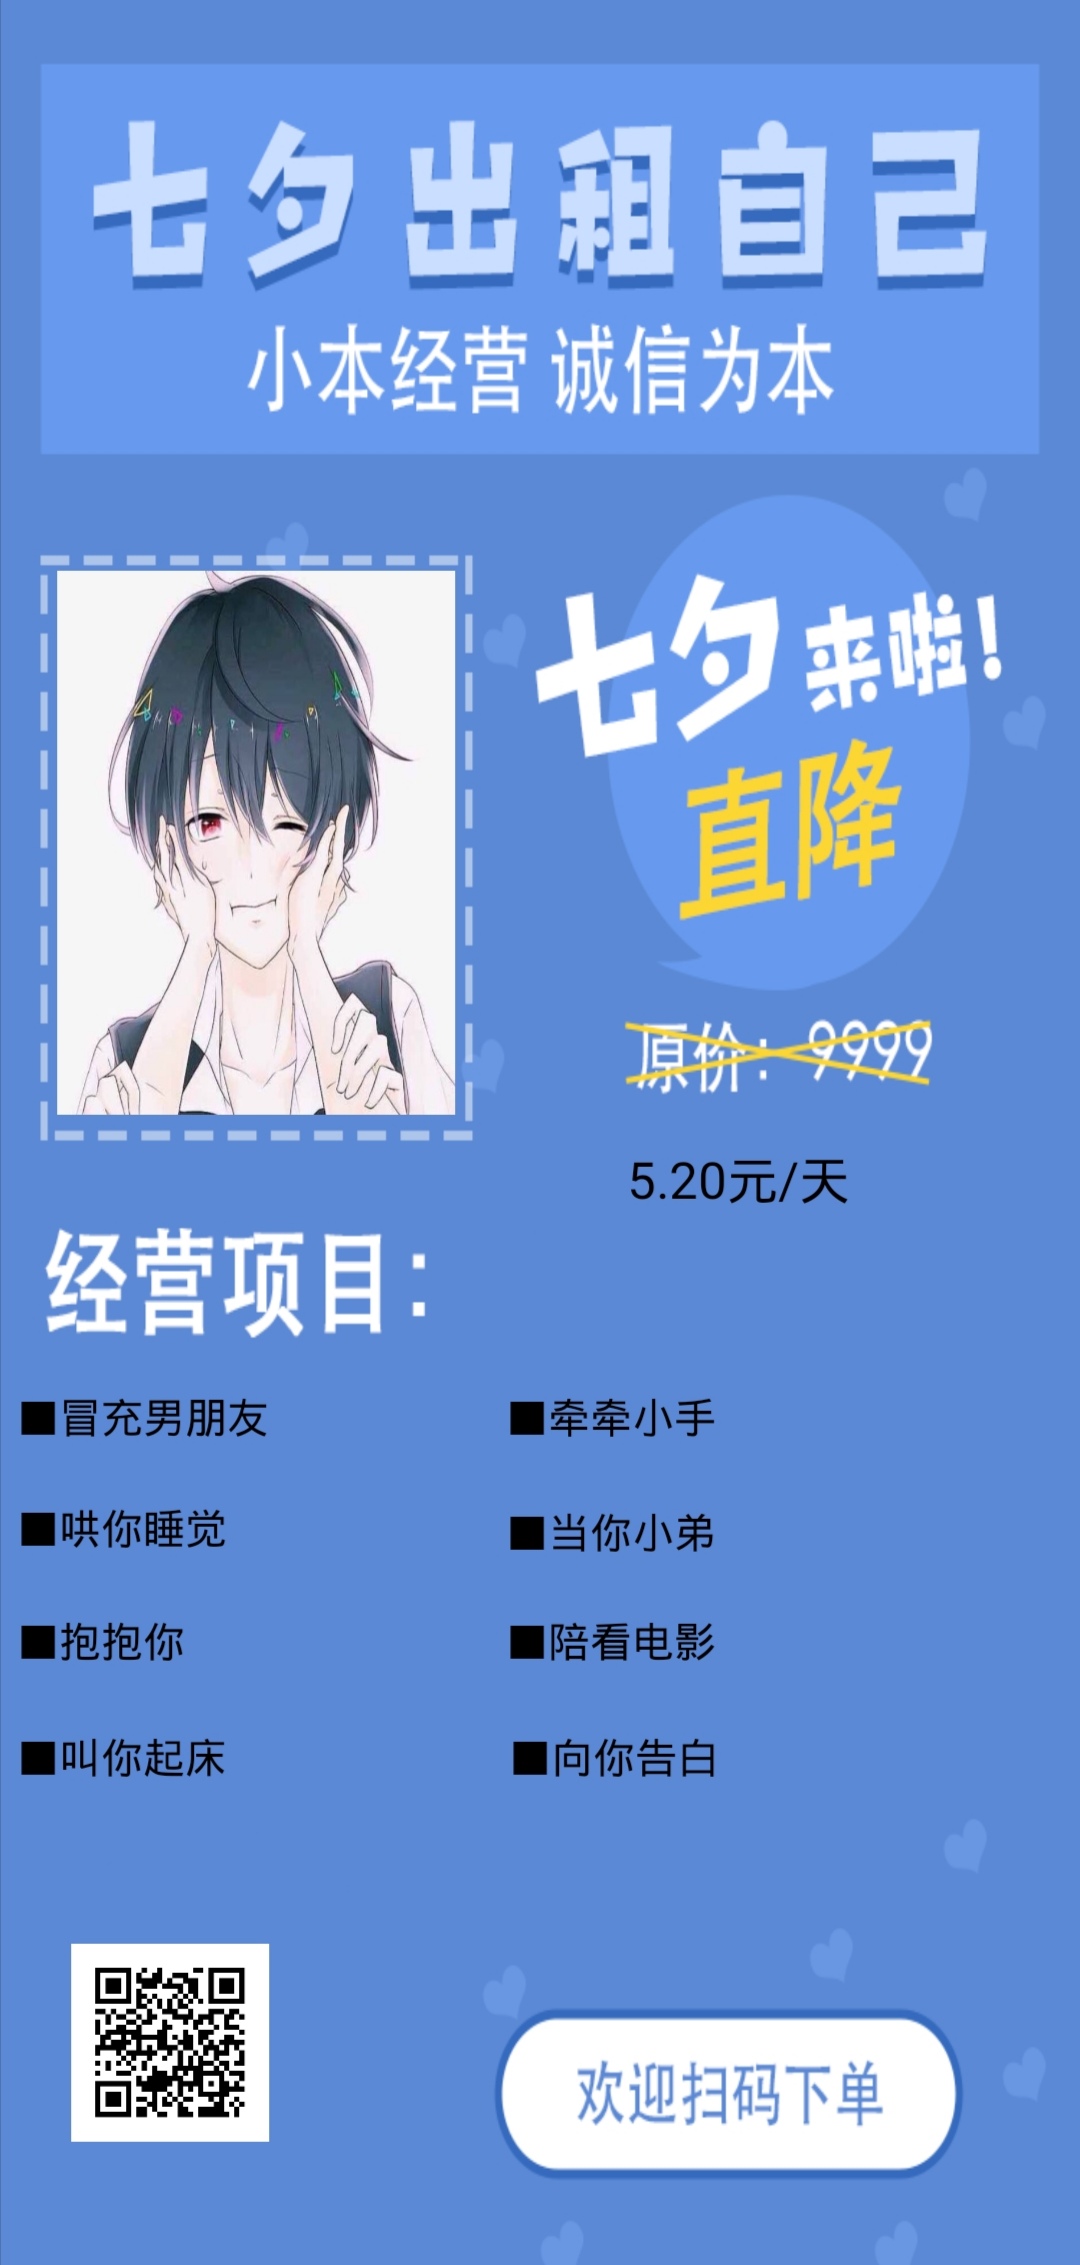 七夕出租自己
小本经营 诚信为本
七夕来啦!
直降
原价：9999
5.20元/天
经营项目：
■冒充男朋友
■牵牵小手
■哄你睡觉
■当你小弟
■抱抱你
■陪看电影
■叫你起床
■向你告白
欢迎扫码下单